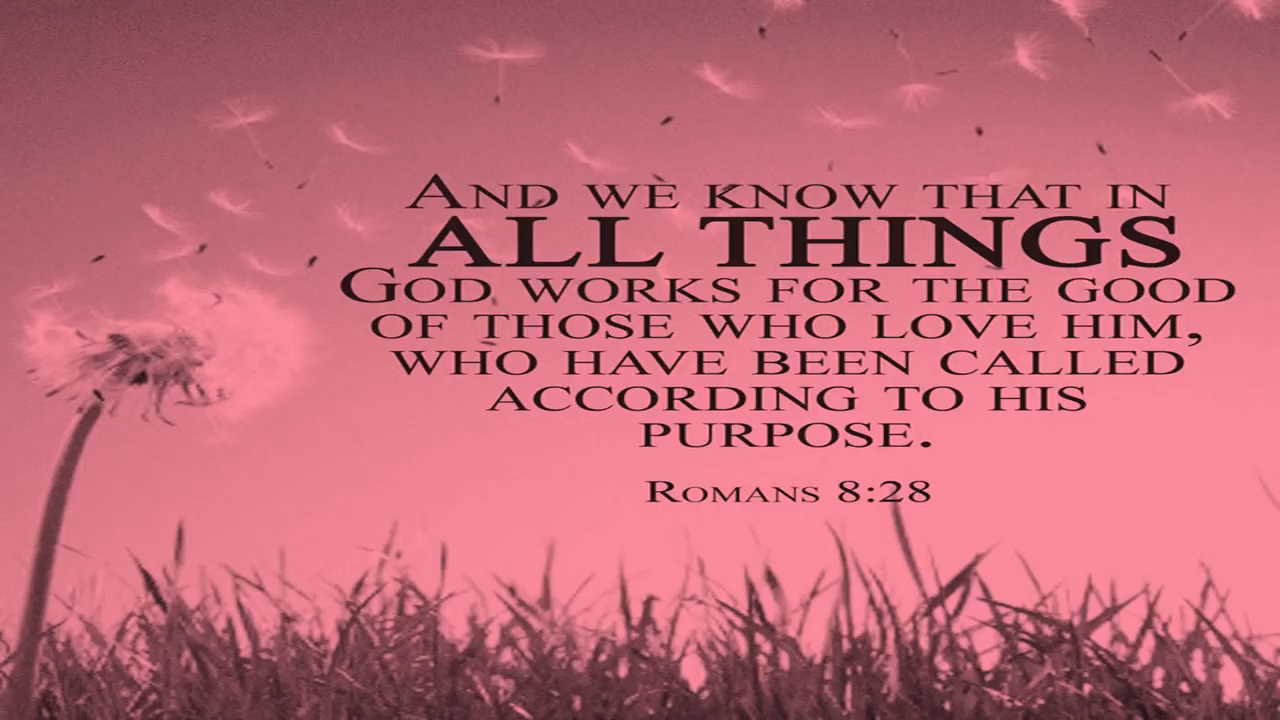 And we know that in
ALL THINGS
God works for the good
of those who love Him,
who have been called
according to His
purpose.
Romans 8:28